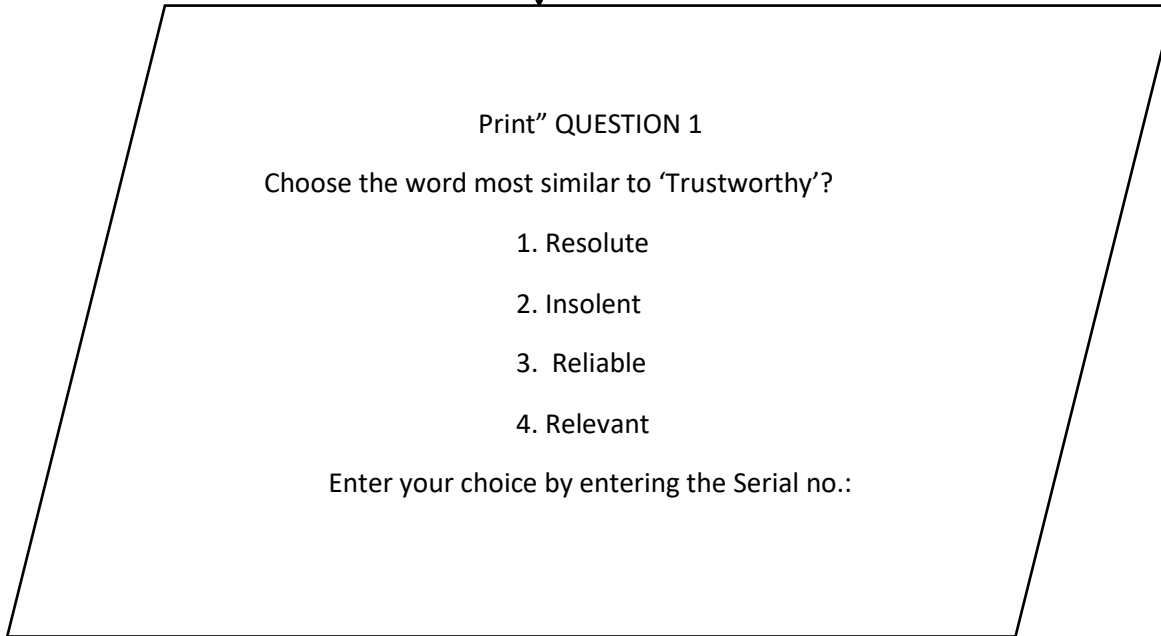 Print” QUESTION 1
Choose the word most similar to ‘Trustworthy’?
1. Resolute
2. Insolent
3.  Reliable
4. Relevant
Enter your choice by entering the Serial no.: